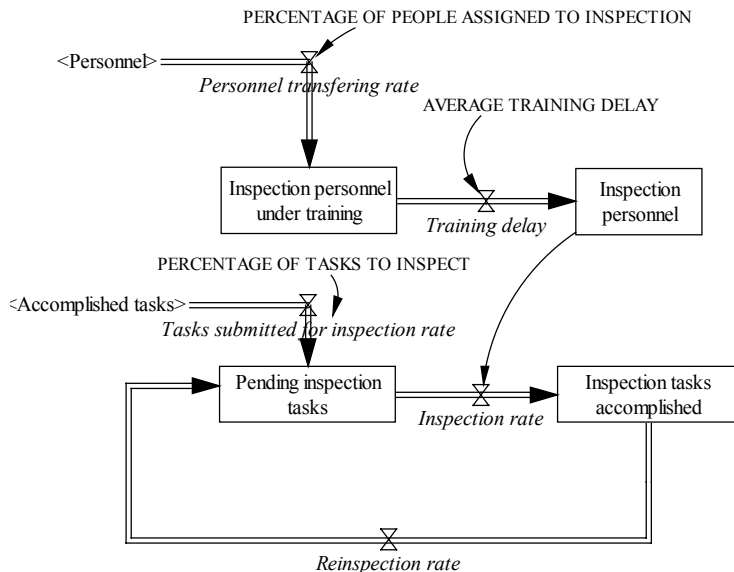 PERCENTAGE OF PEOPLE ASSIGNED TO INSPECTION
<Personnel>
Personnel transfering rate
AVERAGE TRAINING DELAY
Inspection personnel
under training
Inspection
personnel
Training delay
PERCENTAGE OF TASKS TO INSPECT
<Accomplished tasks>
Tasks submitted for inspection rate
Pending inspection
tasks
Inspection tasks
accomplished
Inspection rate
Reinspection rate